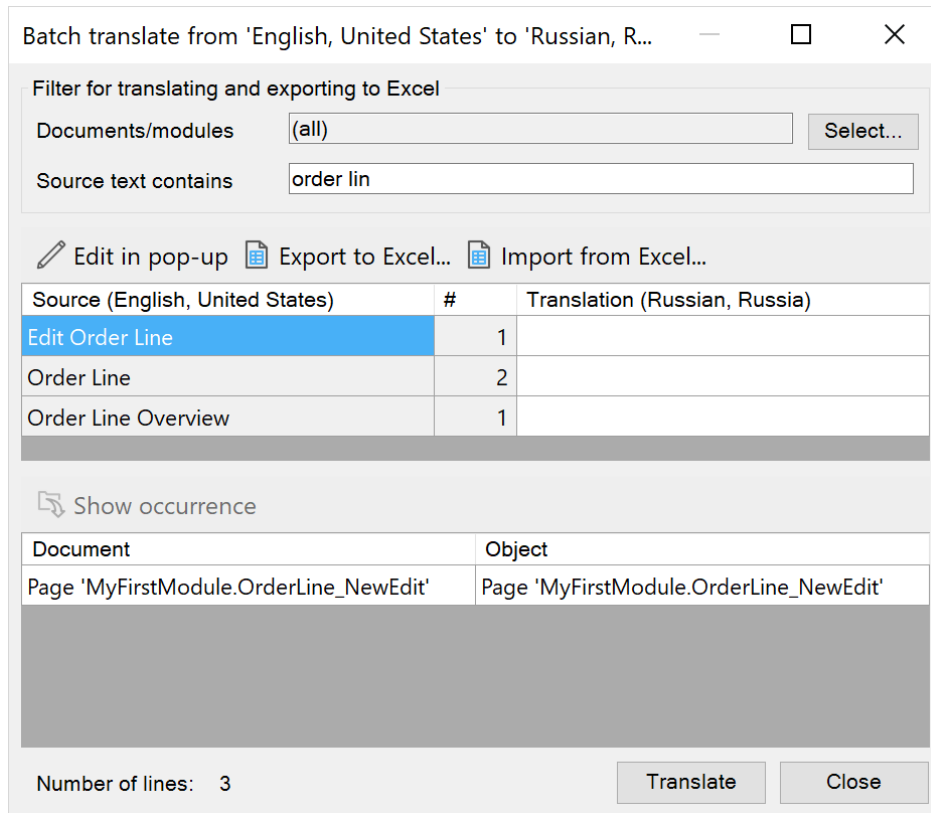 Batch translate from 'English, United States' to 'Russian, R...
Filter for translating and exporting to Excel
Documents/modules (all) Select...
Source text contains order lin
Edit in pop-up Export to Excel... Import from Excel...
Source (English, United States) # Translation (Russian, Russia)
Edit Order Line 1
Order Line 2
Order Line Overview 1
Show occurrence
Document Object
Page 'MyFirstModule.OrderLine_NewEdit' Page 'MyFirstModule.OrderLine_NewEdit'
Number of lines: 3 Translate Close